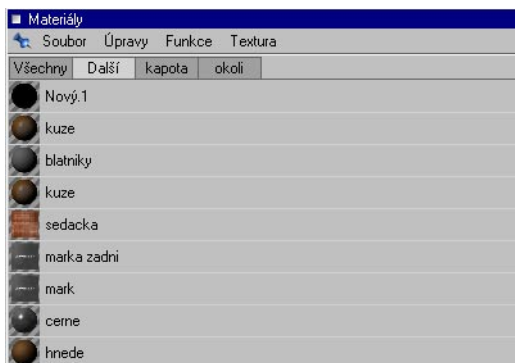 Materiály
Soubor Úpravy Funkce Textura
Všechny Další kapota okoli
Nový.1
kuze
blatniky
kuze
sedacka
marka zadni
mark
cerne
hnede